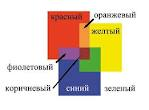 красный
оранжевый
желтый
фиолетовый
коричневый
синий
зеленый